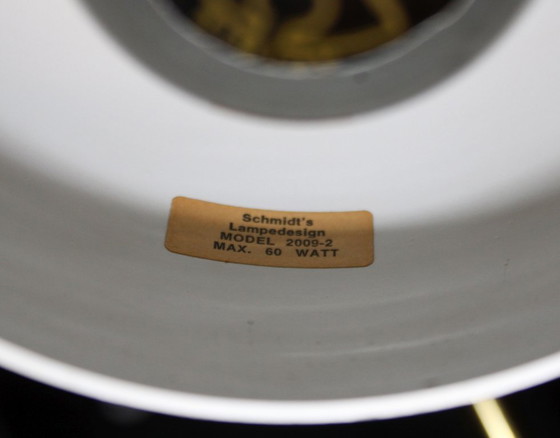 Schmidt's
Lampedesign
MODEL 2009-2
MAX. 60 WATT